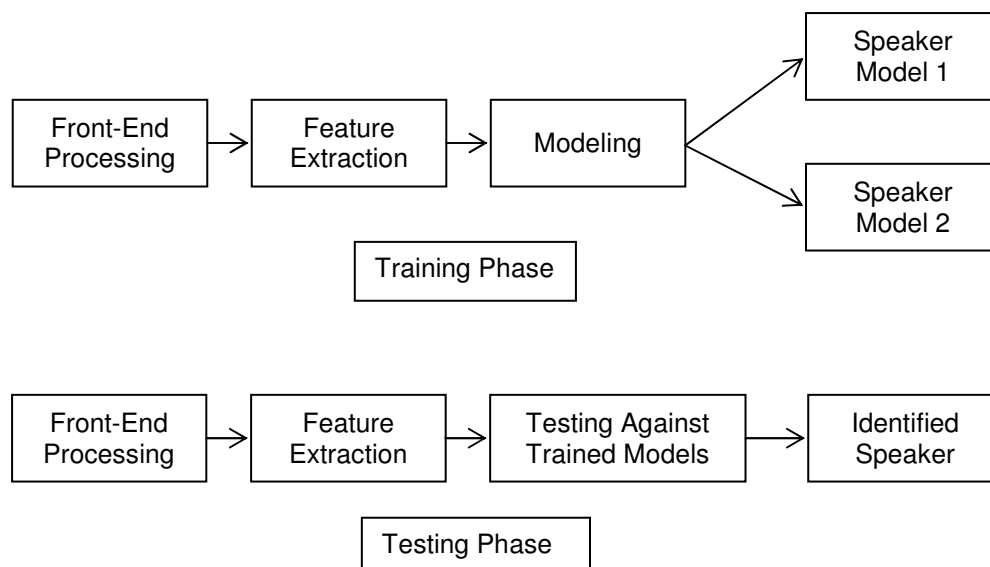 Front-End
Processing
Feature
Extraction
Modeling
Speaker
Model 1
Speaker
Model 2
Training Phase
Front-End
Processing
Feature
Extraction
Testing Against
Trained Models
Identified
Speaker
Testing Phase